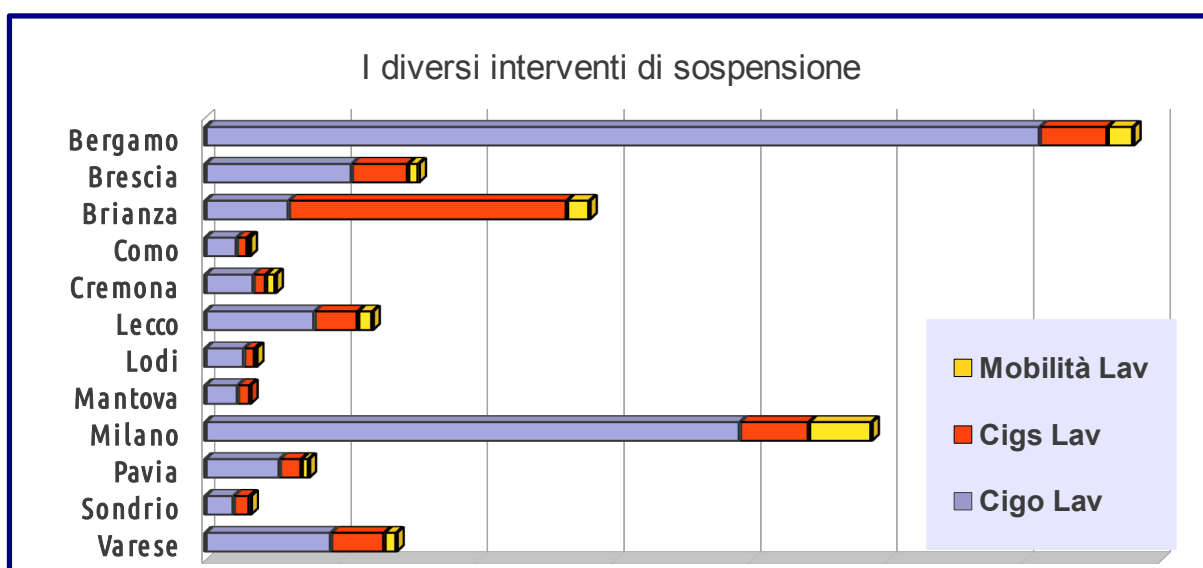 I diversi interventi di sospensione
Bergamo
Brescia
Brianza
Como
Cremona
Lecco
Lodi
Mantova
Milano
Pavia
Sondrio
Varese
Mobilità Lav
Cigs Lav
Cigo Lav